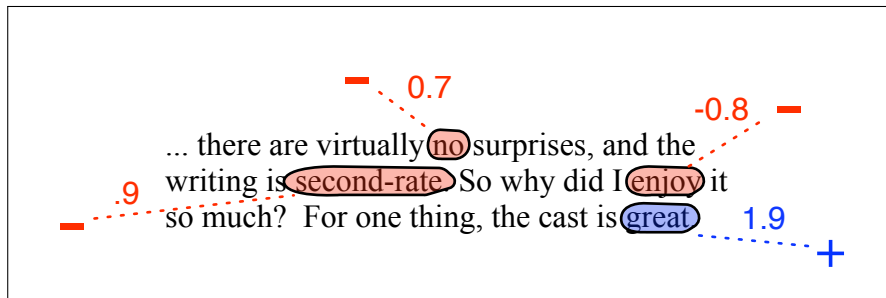 − 0.7
-0.8 −
... there are virtually no surprises, and the
writing is second-rate. So why did I enjoy it
.9
so much?  For one thing, the cast is great.
− 1.9
+